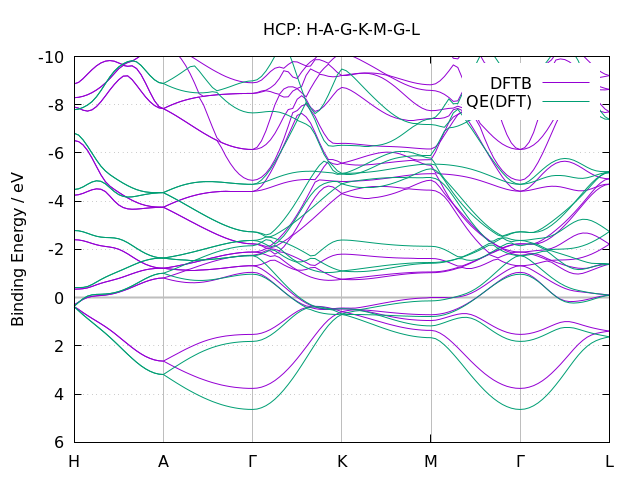 HCP: H-A-G-K-M-G-L
-10
-8
-6
-4
-2
0
2
4
6
Binding Energy / eV
DFTB
QE(DFT)
H A Γ K M Γ L